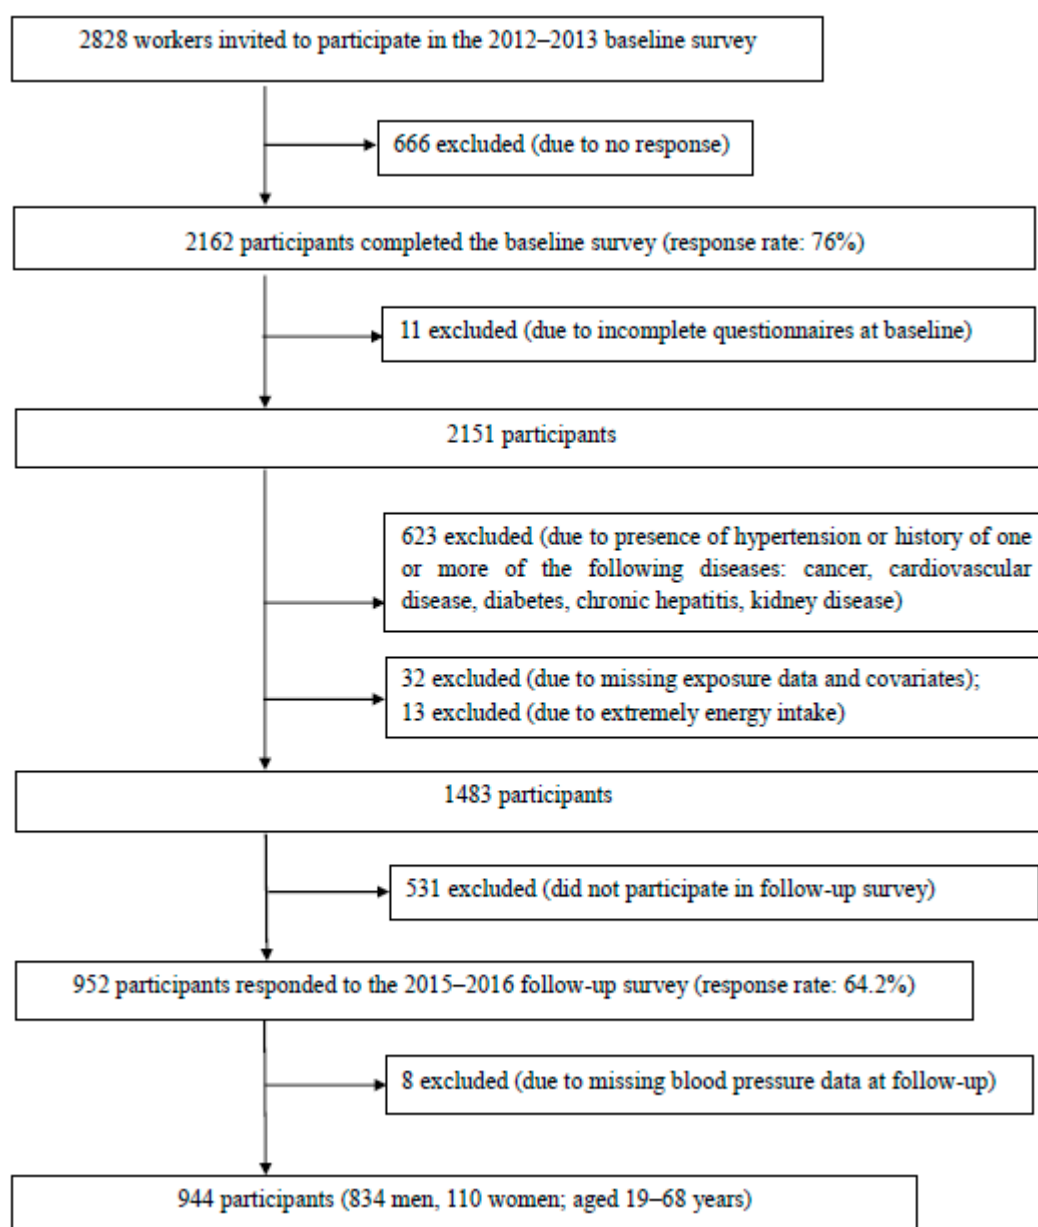 2828 workers invited to participate in the 2012–2013 baseline survey
666 excluded (due to no response)
2162 participants completed the baseline survey (response rate: 76%)
11 excluded (due to incomplete questionnaires at baseline)
2151 participants
623 excluded (due to presence of hypertension or history of one
or more of the following diseases: cancer, cardiovascular
disease, diabetes, chronic hepatitis, kidney disease)
32 excluded (due to missing exposure data and covariates);
13 excluded (due to extremely energy intake)
1483 participants
531 excluded (did not participate in follow-up survey)
952 participants responded to the 2015–2016 follow-up survey (response rate: 64.2%)
8 excluded (due to missing blood pressure data at follow-up)
944 participants (834 men, 110 women; aged 19–68 years)